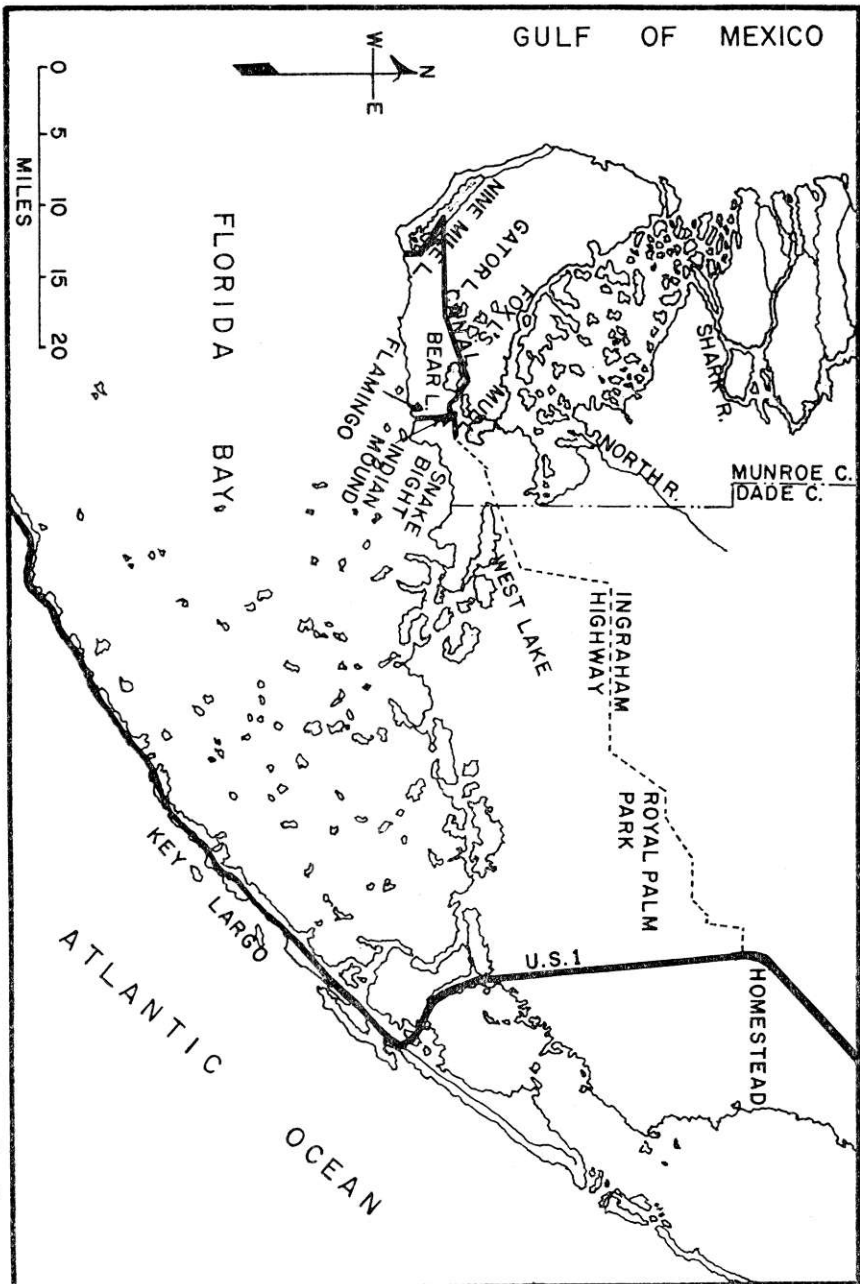 GULF OF MEXICO
N
W
E
0 5 10 15 20
MILES
SHARK R.
MUNROE C.
DADE C.
NORTH R.
NINE MILE L.
GATOR L.
FOX L'S
MUD
CANAL
BEAR L.
FLAMINGO
INDIAN
MOUND
SNAKE
BIGHT
WEST LAKE
INGRAHAM
HIGHWAY
ROYAL PALM
PARK
HOMESTEAD
U.S.1
FLORIDA BAY
KEY LARGO
ATLANTIC OCEAN